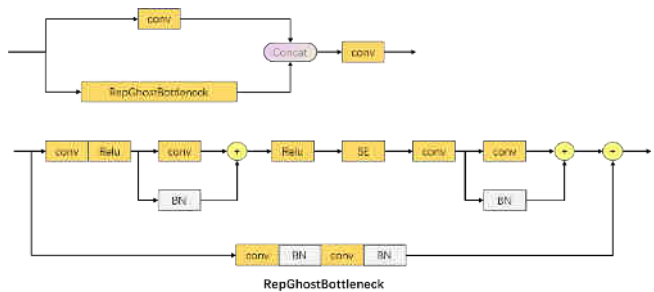 conv
Concat
conv
RepGhostBottleneck
conv Relu conv + Relu SE conv conv + +
BN BN
conv BN conv BN
RepGhostBottleneck